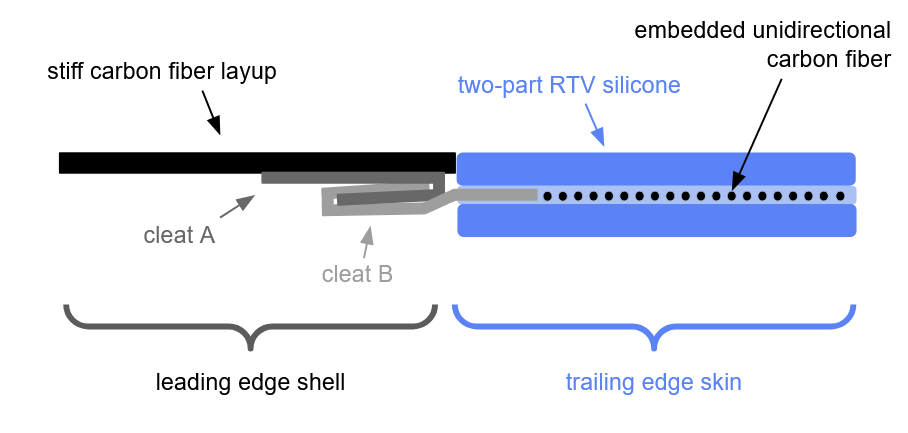 embedded unidirectional
carbon fiber
stiff carbon fiber layup
two-part RTV silicone
cleat A
cleat B
leading edge shell
trailing edge skin